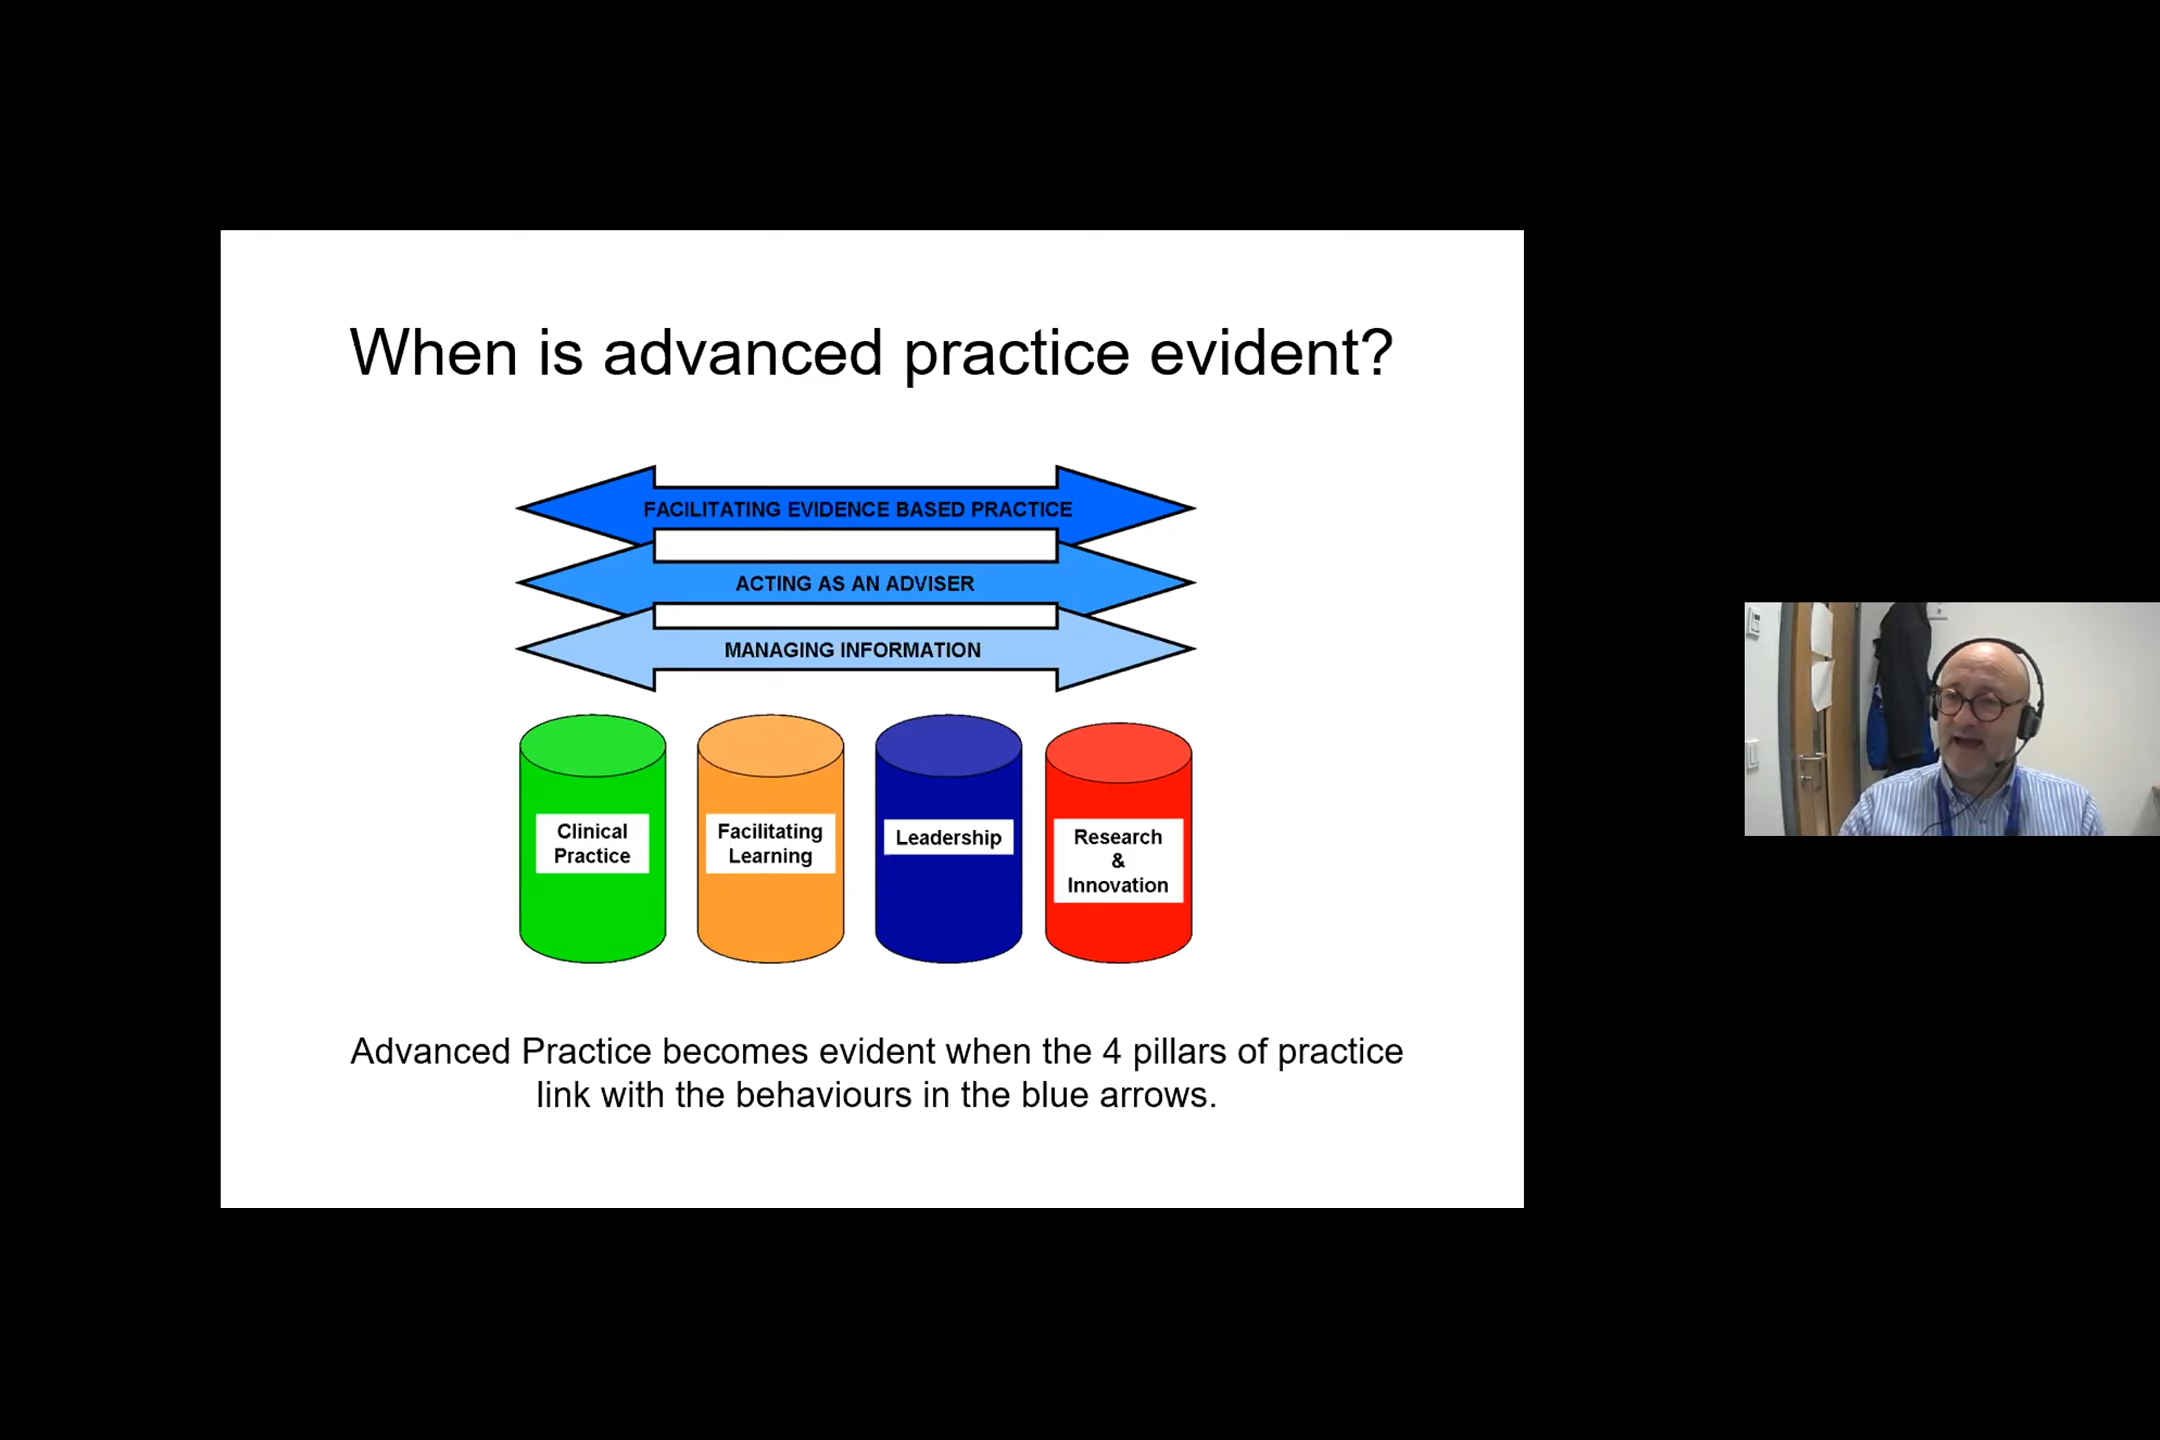 When is advanced practice evident?
FACILITATING EVIDENCE BASED PRACTICE
ACTING AS AN ADVISER
MANAGING INFORMATION
Clinical
Practice
Facilitating
Learning
Leadership
Research
&
Innovation
Advanced Practice becomes evident when the 4 pillars of practice
link with the behaviours in the blue arrows.